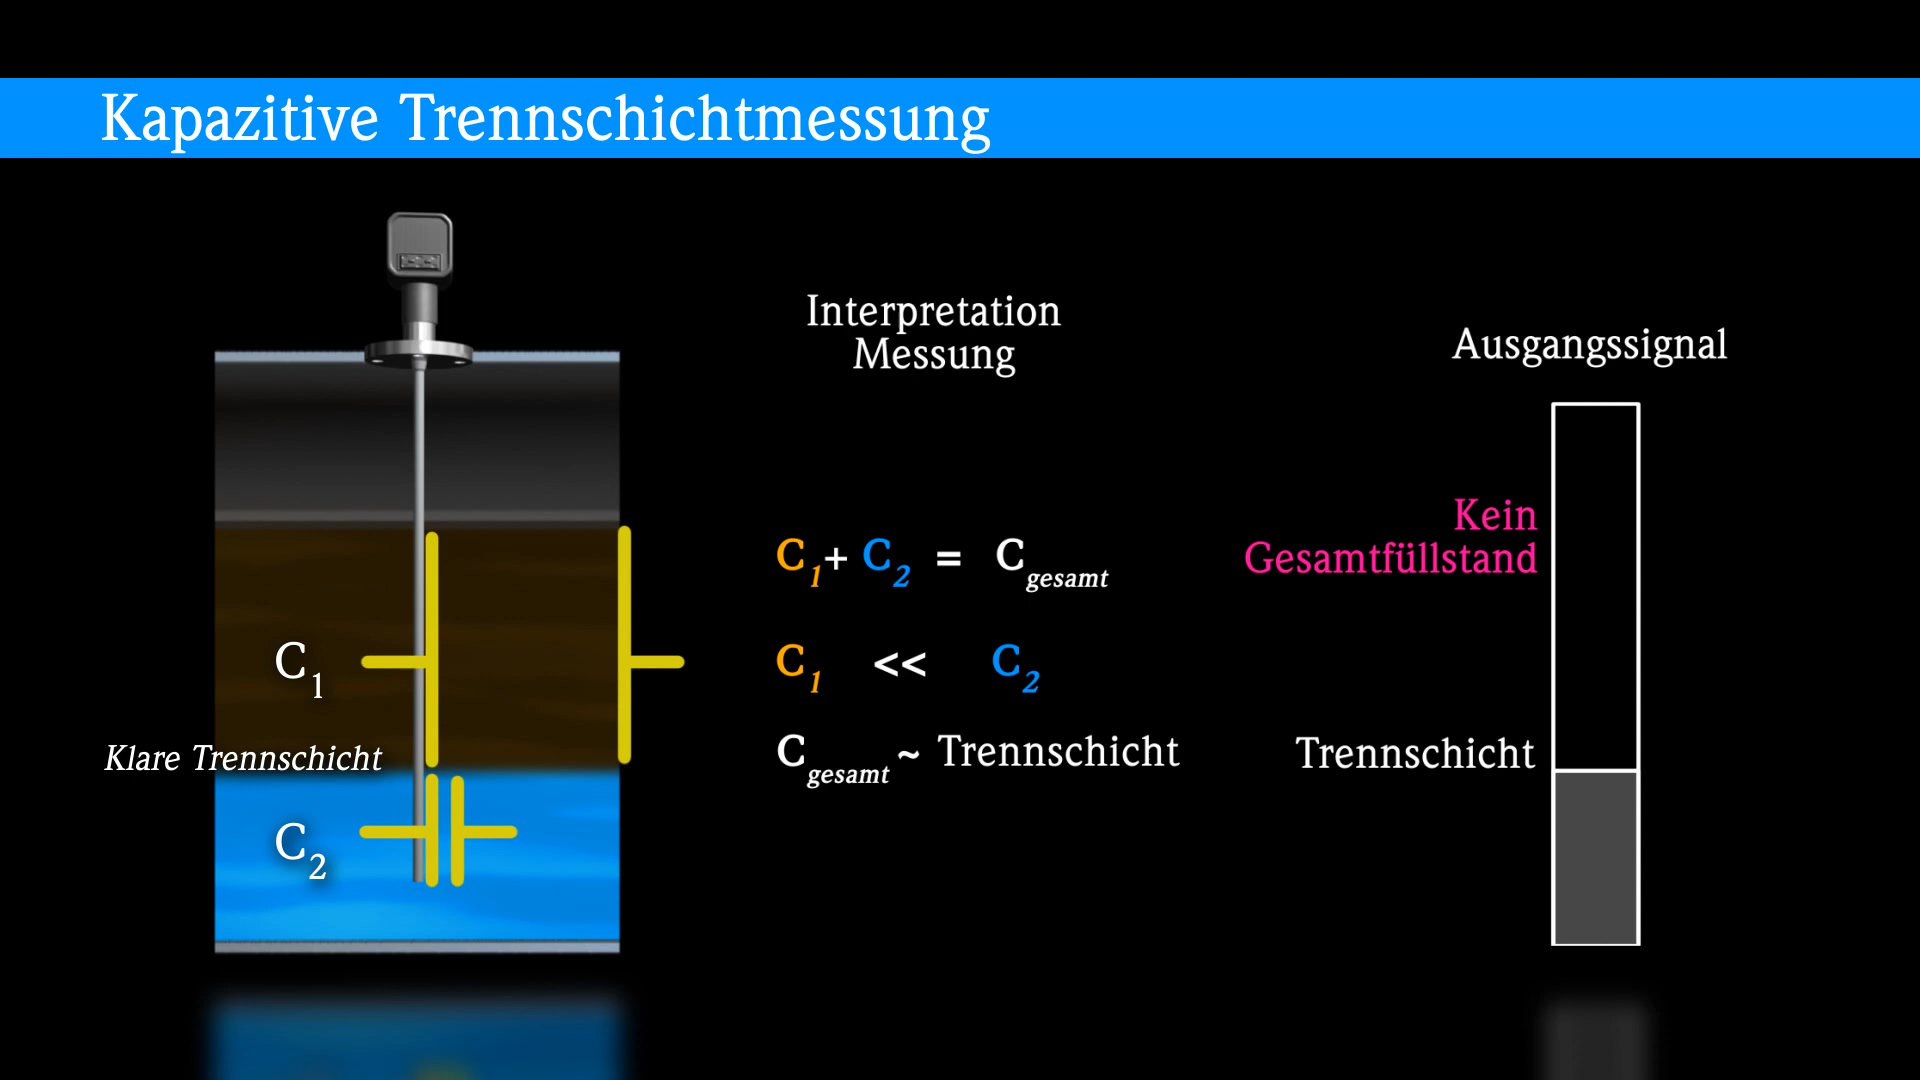 Kapazitive Trennschichtmessung
Interpretation
Messung
Ausgangssignal
C1 + C2 = Cgesamt
C1 << C2
Cgesamt ~ Trennschicht
Kein
Gesamtfüllstand
Trennschicht
C1
Klare Trennschicht
C2